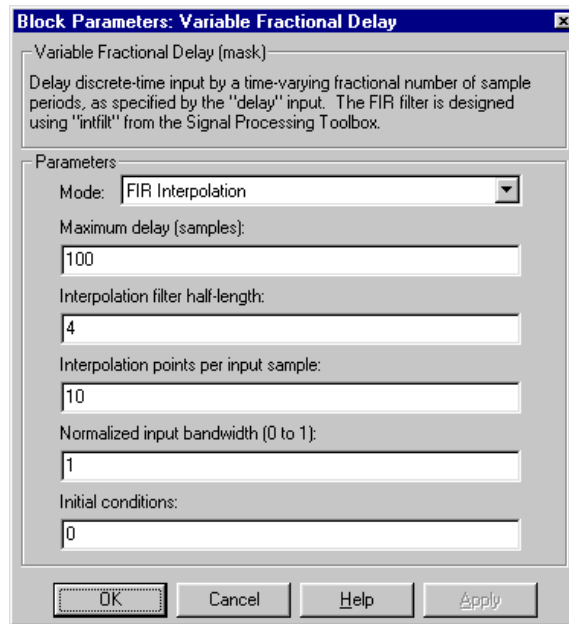 Block Parameters: Variable Fractional Delay
Variable Fractional Delay (mask)
Delay discrete-time input by a time-varying fractional number of sample
periods, as specified by the "delay" input. The FIR filter is designed
using "intfilt" from the Signal Processing Toolbox.
Parameters
Mode: FIR Interpolation
Maximum delay (samples):
100
Interpolation filter half-length:
4
Interpolation points per input sample:
10
Normalized input bandwidth (0 to 1):
1
Initial conditions:
0
OK Cancel Help Apply